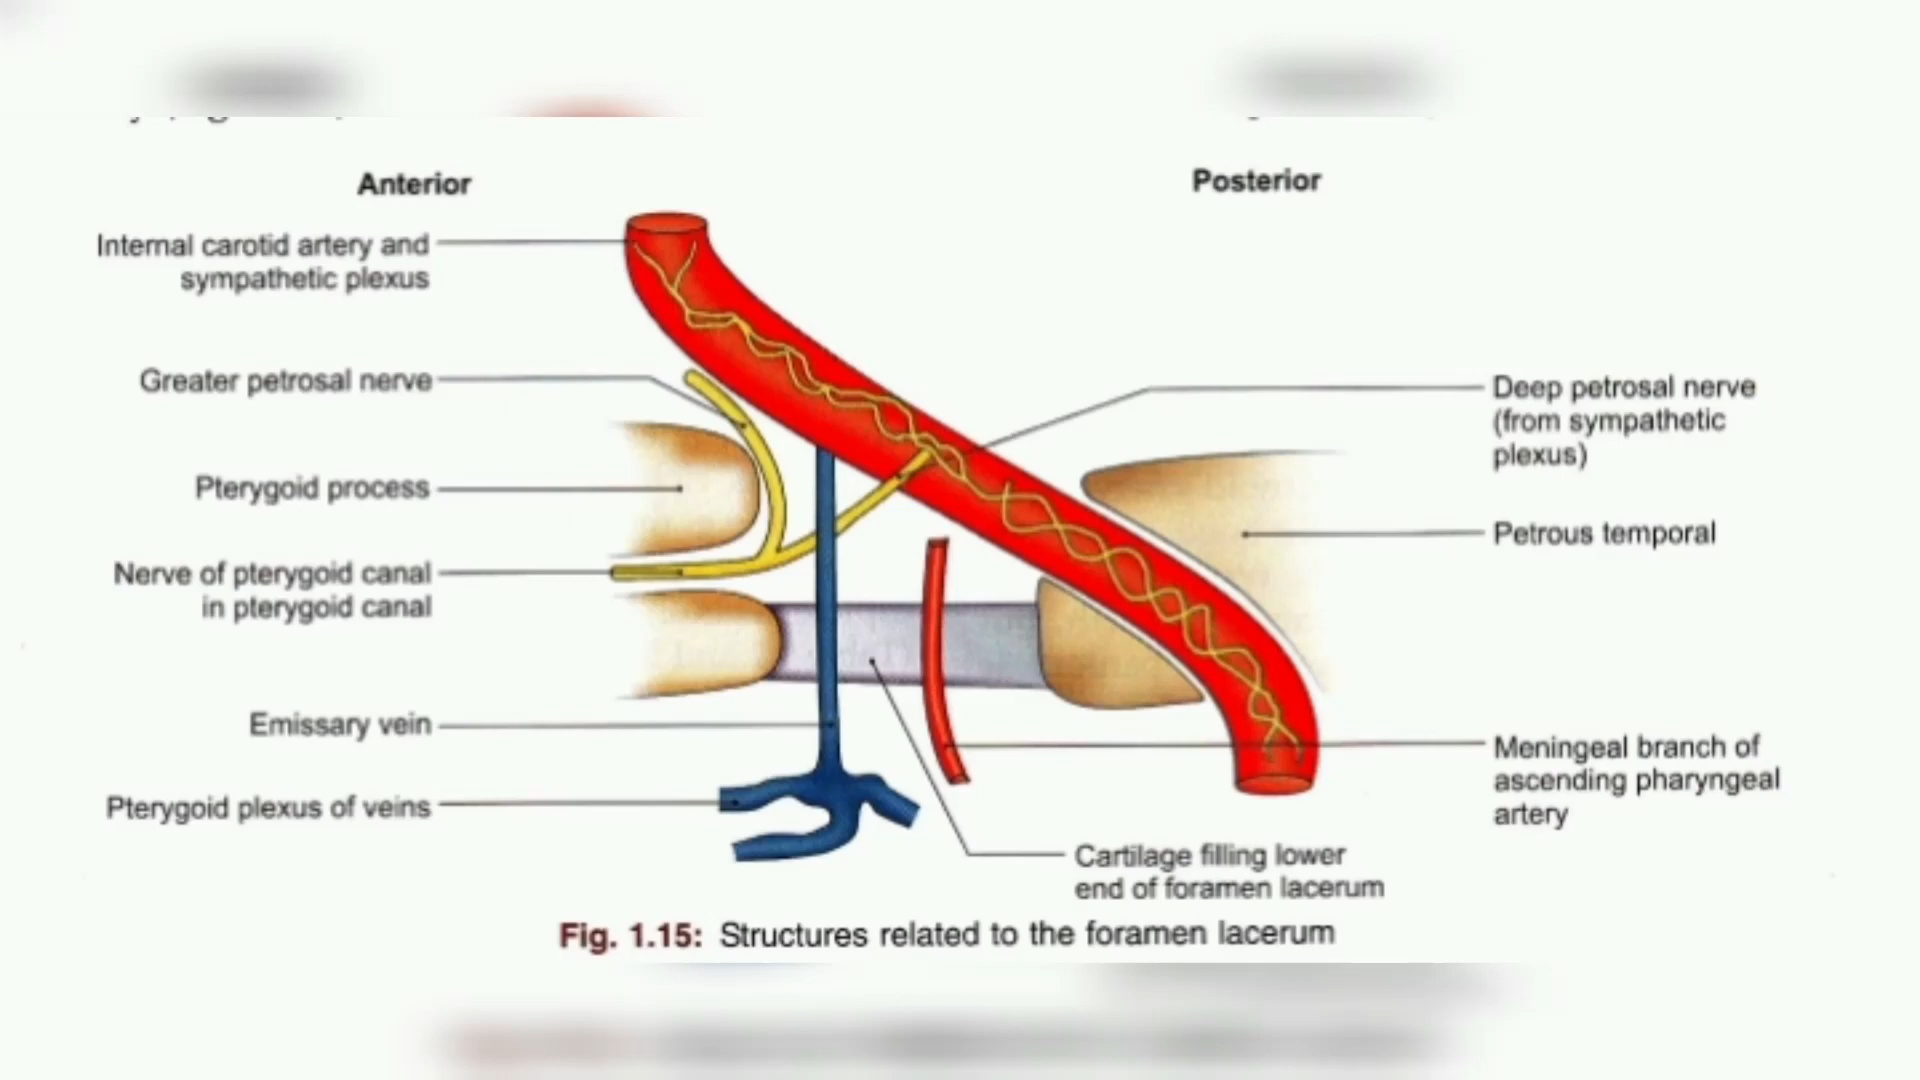 Anterior
Posterior
Internal carotid artery and
sympathetic plexus
Greater petrosal nerve
Pterygoid process
Nerve of pterygoid canal
in pterygoid canal
Emissary vein
Pterygoid plexus of veins
Deep petrosal nerve
(from sympathetic
plexus)
Petrous temporal
Meningeal branch of
ascending pharyngeal
artery
Cartilage filling lower
end of foramen lacerum
Fig. 1.15: Structures related to the foramen lacerum